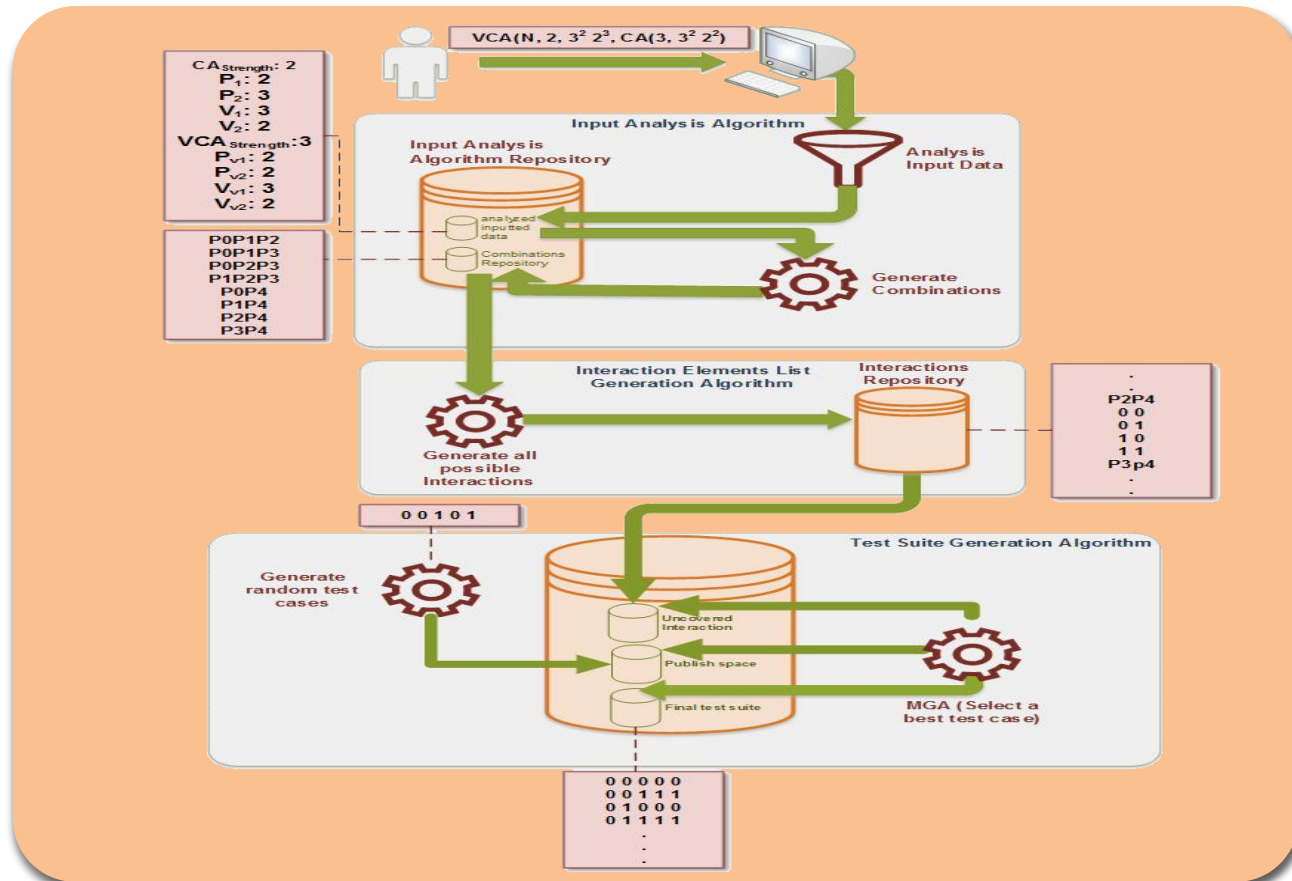 VCA(N, 2, 3² 2³, CA(3, 3² 2²)
CA Strength: 2
P₁: 2
P₂: 3
V₁: 3
V₂: 2
VCA Strength:3
Pᵥ₁: 2
Pᵥ₂: 2
Vᵥ₁: 3
Vᵥ₂: 2
P0P1P2
P0P1P3
P0P2P3
P1P2P3
P0P4
P1P4
P2P4
P3P4
Input Analysis Algorithm
Input Analysis
Algorithm Repository
Analysis
Input Data
analyzed
inputted
data
Combinations
Repository
Generate
Combinations
Interaction Elements List
Generation Algorithm
Interactions
Repository
Generate all
possible
Interactions
.
.
P2P4
0 0
0 1
1 0
1 1
P3p4
.
.
0 0 1 0 1
Test Suite Generation Algorithm
Generate
random test
cases
Uncovered
Interaction
Publish space
Final test suite
MGA (Select a
best test case)
0 0 0 0 0
0 0 1 1 1
0 1 0 0 0
0 1 1 1 1
.
.
.